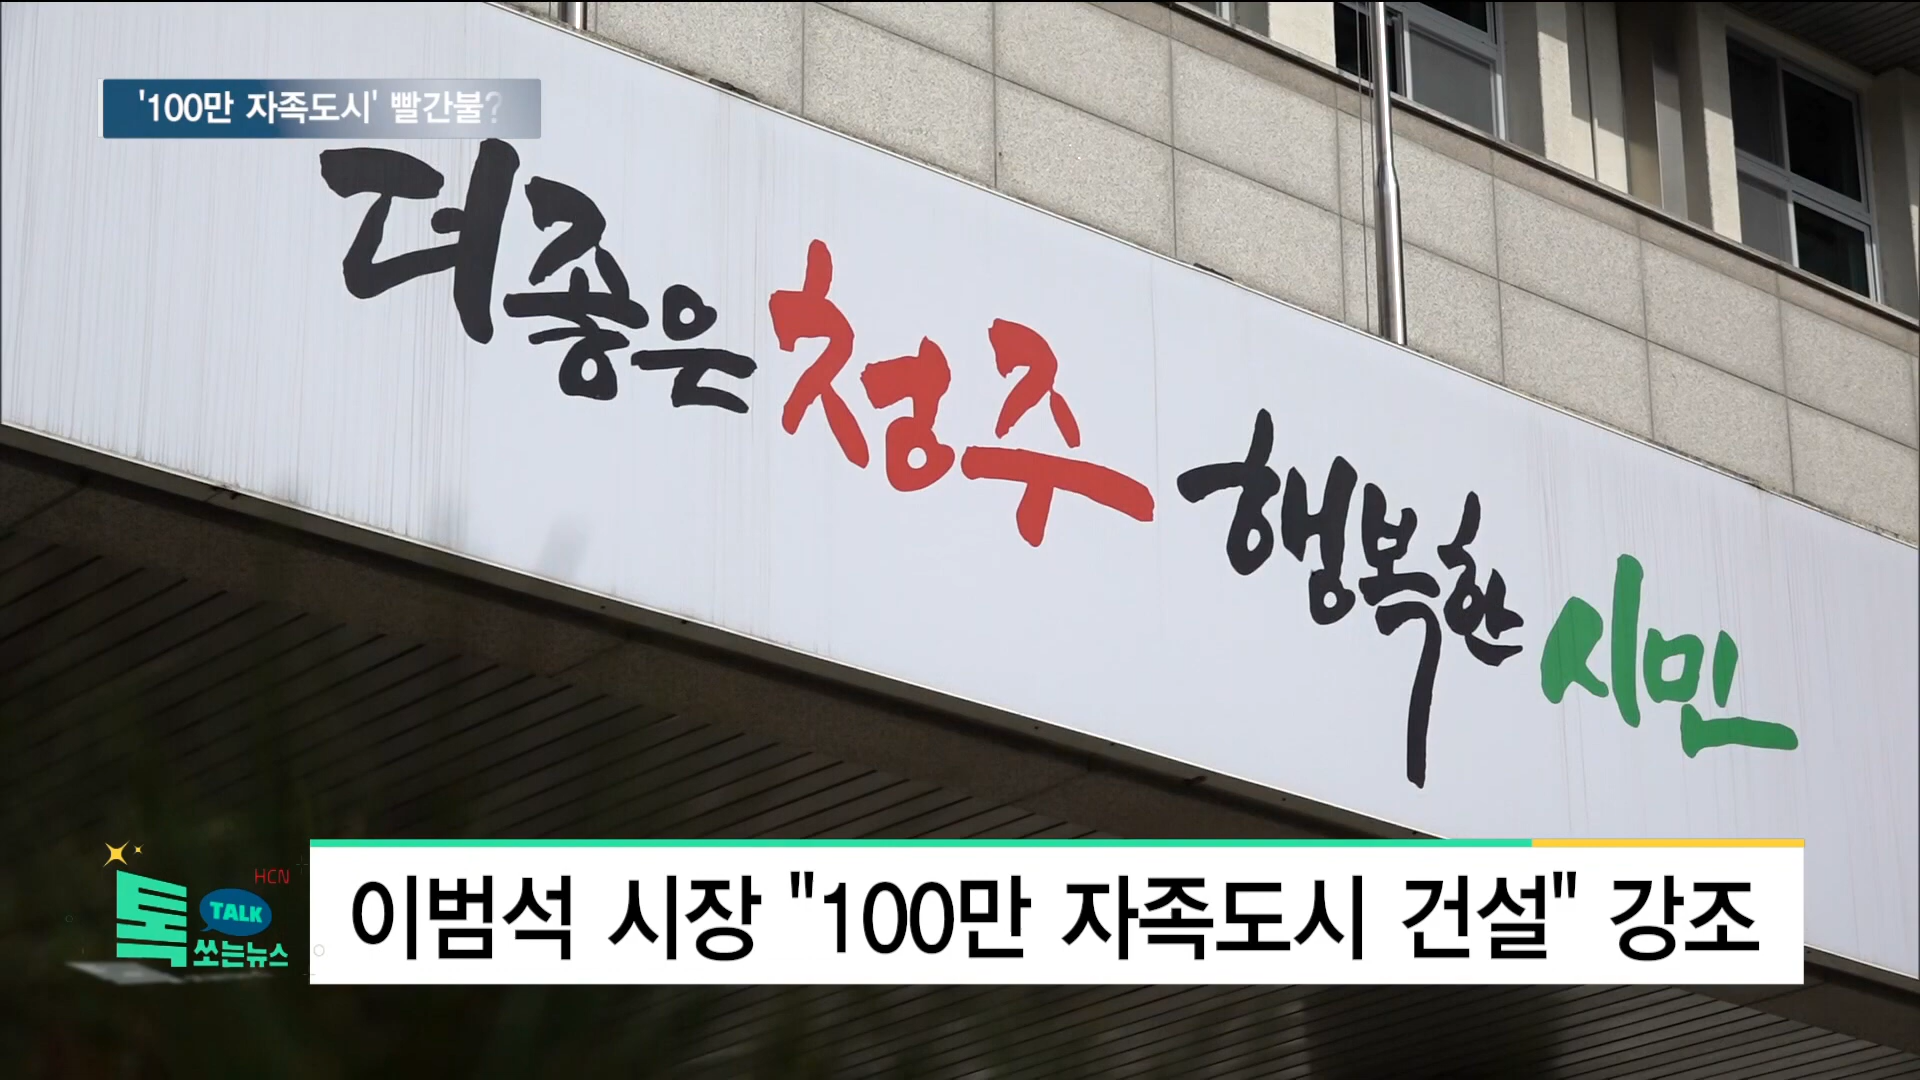 '100만 자족도시' 빨간불?
더 좋은 청주 행복한 시민
HCN
톡 TALK
쏘는뉴스
이범석 시장 "100만 자족도시 건설" 강조